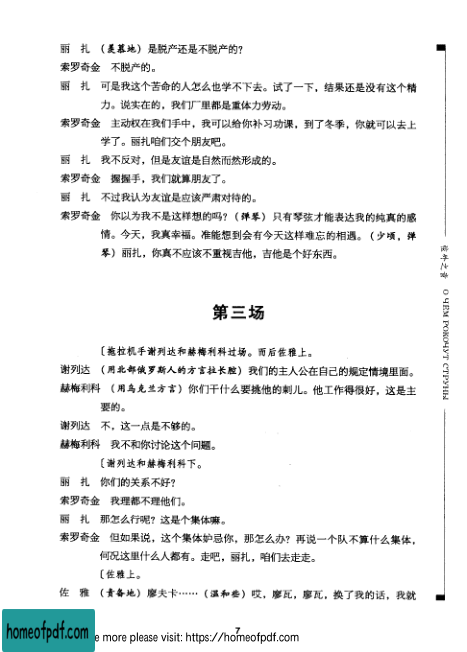 丽　扎　(羡慕地) 是脱产还是不脱产的?
索罗奇金　不脱产的。
丽　扎　可是我这个苦命的人怎么也学不下去。试了一下，结果还是没有这个精
力。说实在的，我们厂里都是重体力劳动。
索罗奇金　主动权在我们手中，我可以给你补习功课，到了冬季，你就可以去上
学了。丽扎咱们交个朋友吧。
丽　扎　我不反对，但是友谊是自然而然形成的。
索罗奇金　握握手，我们就算朋友了。
丽　扎　不过我认为友谊是应该严肃对待的。
索罗奇金　你以为我不是这样想的吗? (弹琴) 只有琴弦才能表达我的纯真的感
情。今天，我真幸福。准能想到会有今天这样难忘的相遇。(少顷，弹
琴) 丽扎，你真不应该不重视吉他，吉他是个好东西。
第三场
〔拖拉机手谢列达和赫梅利科过场。而后佐雅上。
谢列达　(用北部俄罗斯人的方言拉长腔) 我们的主人公在自己的规定情境里面。
赫梅利科　(用乌克兰方言) 你们干什么要挑他的刺儿。他工作得很好，这是主
要的。
谢列达　不，这一点是不够的。
赫梅利科　我不和你讨论这个问题。
〔谢列达和赫梅利科下。
丽　扎　你们的关系不好?
索罗奇金　我理都不理他们。
丽　扎　那怎么行呢? 这是个集体嘛。
索罗奇金　但如果说，这个集体妒忌你，那怎么办? 再说一个队不算什么集体，
何况这里什么人都有。走吧，丽扎，咱们去走走。
〔佐雅上。
佐　雅　(责备地) 廖夫卡…… (温和些) 哎，廖瓦，廖瓦，换了我的话，我就
弦外之音　О ЧЕМ РОКОЧУТ СТРУНЫ
7
homeofpdf.com
e more please visit: https://homeofpdf.com